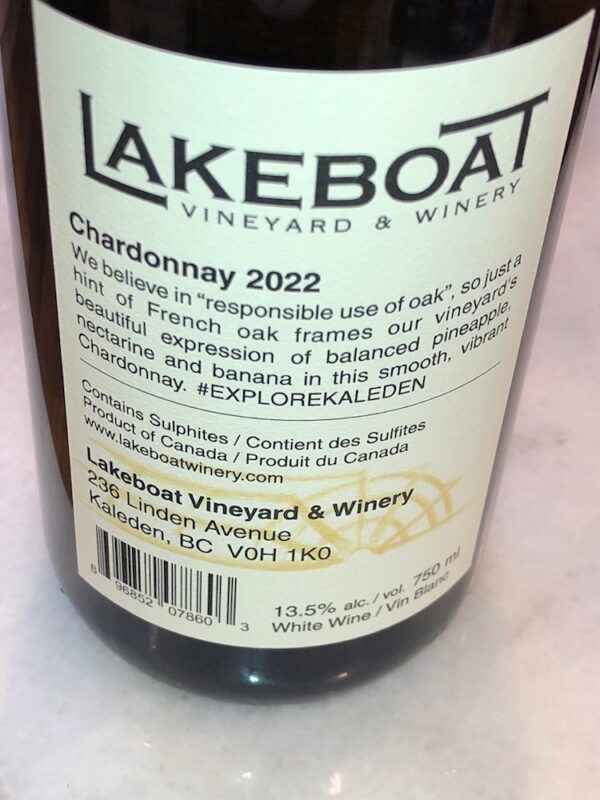 LAKEBOAT
VINEYARD & WINERY
Chardonnay 2022
We believe in “responsible use of oak”, so just a
hint of French oak frames our vineyard's
beautiful expression of balanced pineapple,
nectarine and banana in this smooth, vibrant
Chardonnay. #EXPLOREKALEDEN
Contains Sulphites / Contient des Sulfites
Product of Canada / Produit du Canada
www.lakeboatwinery.com
Lakeboat Vineyard & Winery
236 Linden Avenue
Kaleden, BC V0H 1K0
6 96852 07860 3
13.5% alc. / vol. 750 ml
White Wine / Vin Blanc